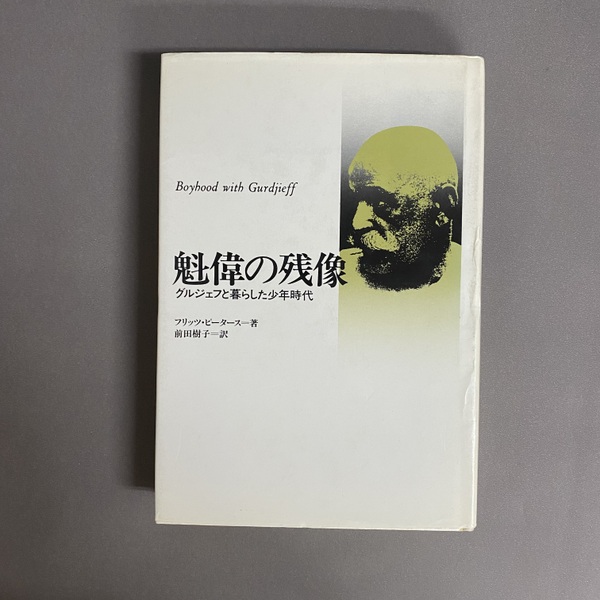 Boyhood with Gurdjieff
魁偉の残像
グルジェフと暮らした少年時代
フリッツ・ピータース=著
前田樹子=訳